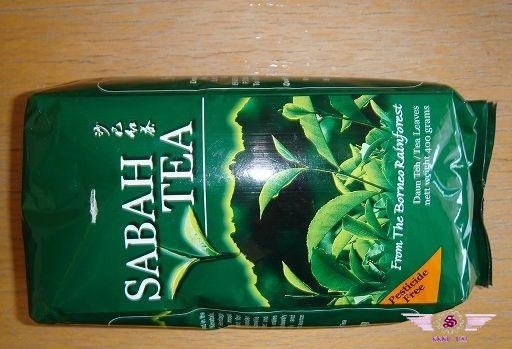 沙巴茗茶
SABAH
TEA
From The Borneo Rainforest
Daun Teh / Tea Leaves
nett weight 400 grams
Pesticide
Free